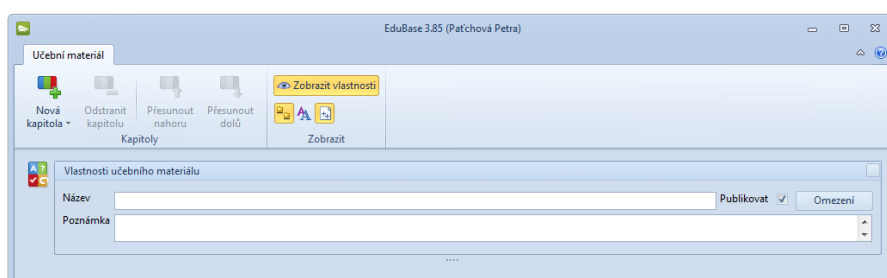 EduBase 3.85 (Paťchová Petra)
Učební materiál
Nová kapitola
Odstranit kapitolu
Přesunout nahoru
Přesunout dolů
Kapitoly
Zobrazit vlastnosti
Zobrazit
Vlastnosti učebního materiálu
Název
Publikovat
Omezení
Poznámka